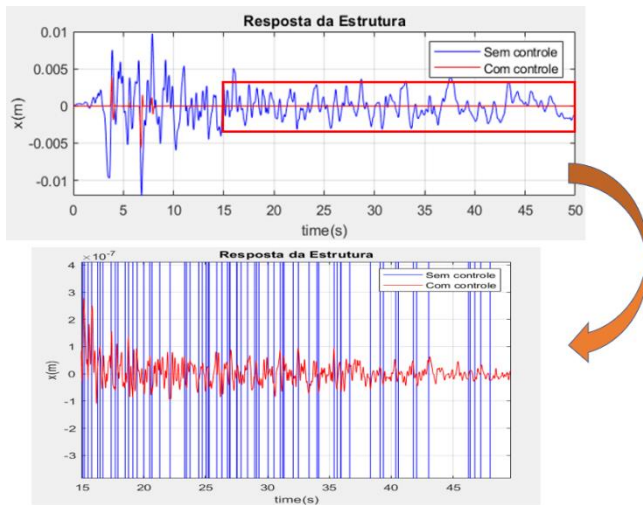 Resposta da Estrutura
0.01
0.005
0
-0.005
-0.01
x(m)
Sem controle
Com controle
0 5 10 15 20 25 30 35 40 45 50
time(s)
×10⁻⁷
Resposta da Estrutura
4
3
2
1
0
-1
-2
-3
x(m)
Sem controle
Com controle
15 20 25 30 35 40 45
time(s)